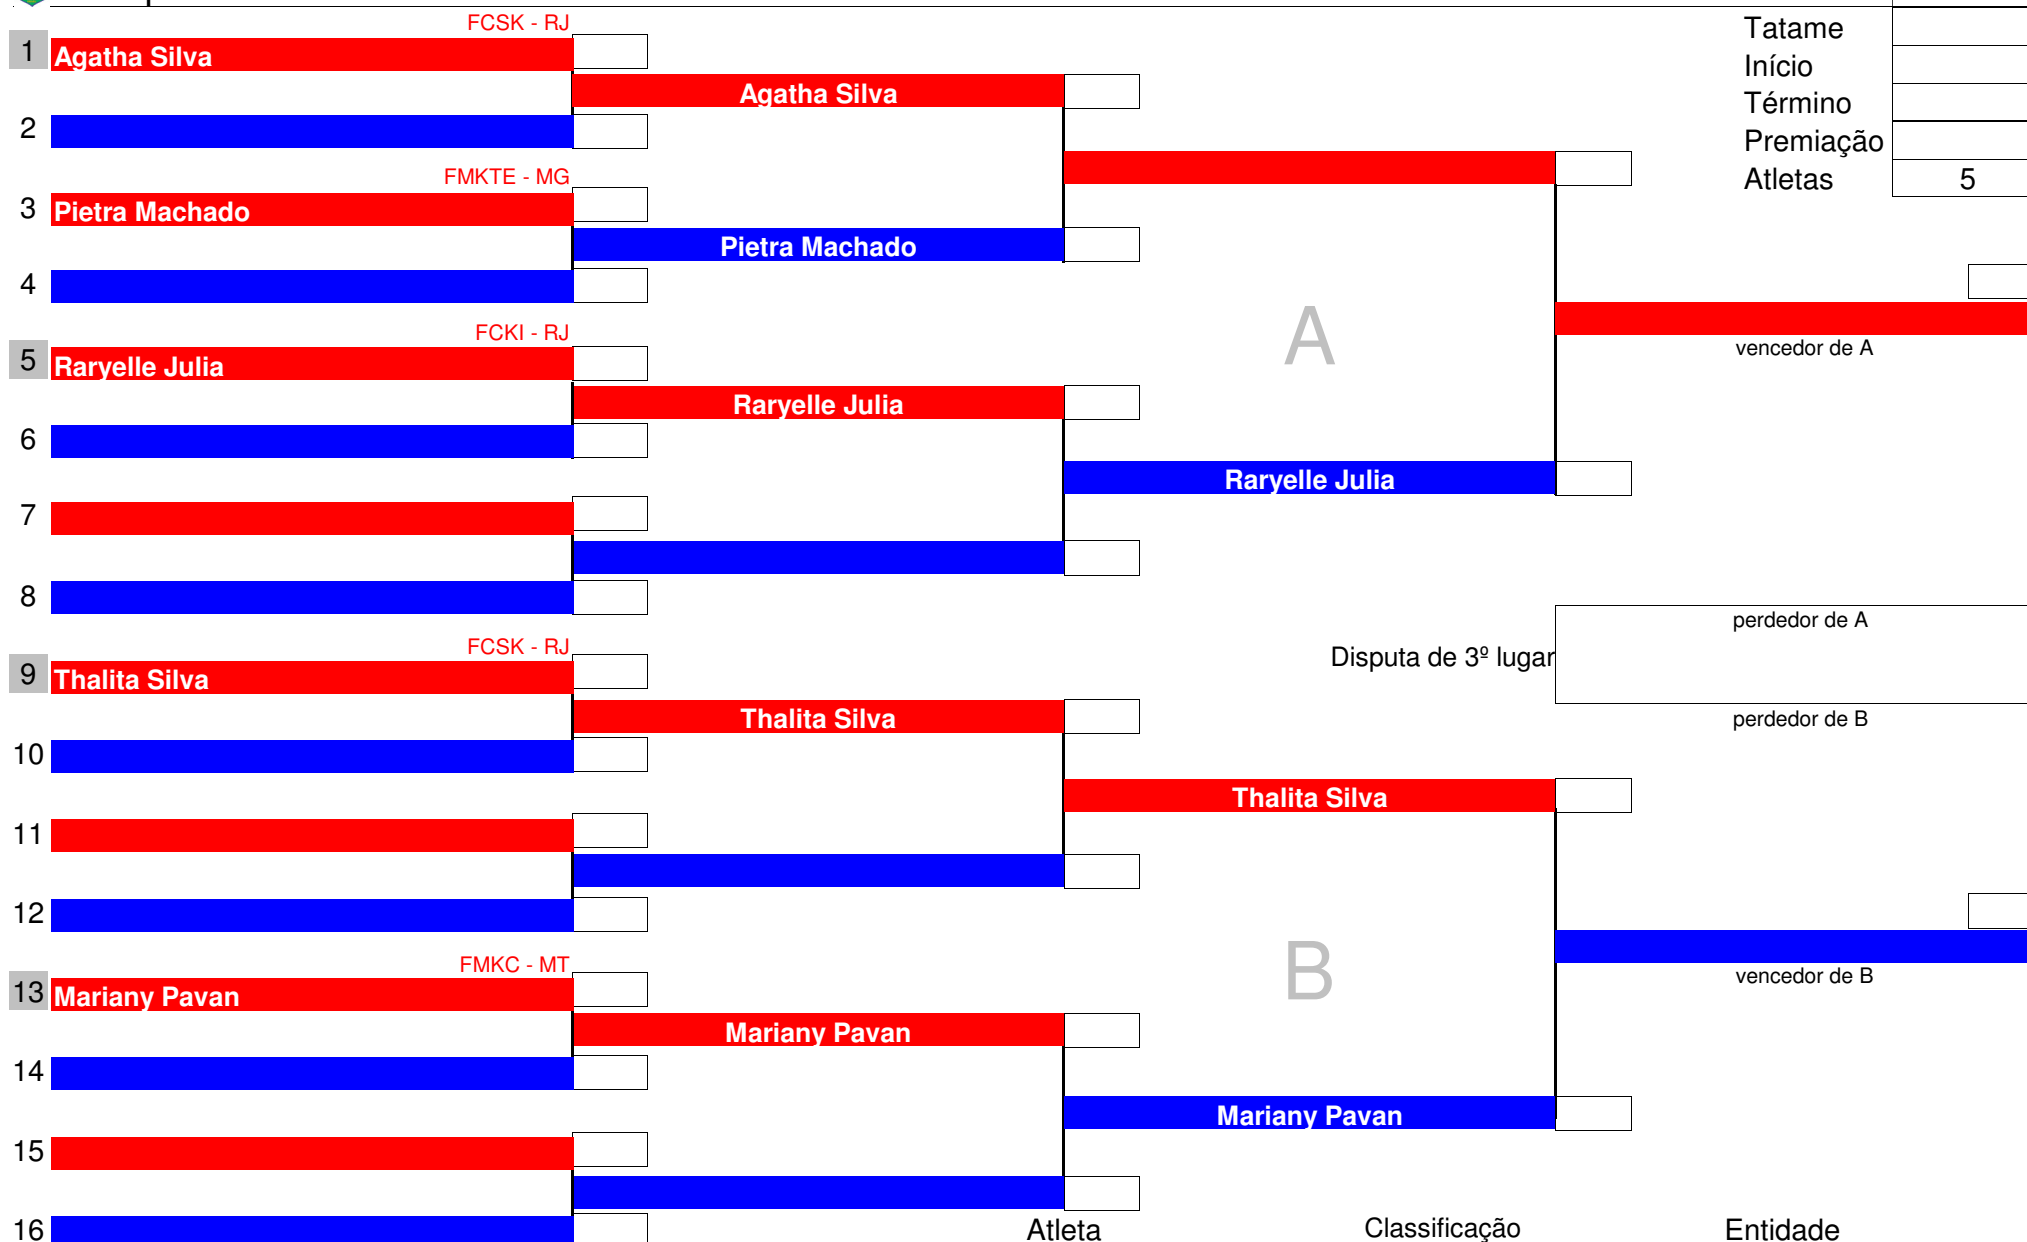 FCSK - RJ
Tatame
1 Agatha Silva
Início
Agatha Silva
Término
2
Premiação
FMKTE - MG
Atletas 5
3 Pietra Machado
Pietra Machado
4
A
FCKI - RJ
vencedor de A
5 Raryelle Julia
Raryelle Julia
6
Raryelle Julia
7
8
perdedor de A
FCSK - RJ
Disputa de 3º lugar
9 Thalita Silva
Thalita Silva
perdedor de B
10
Thalita Silva
11
12
B
FMKC - MT
vencedor de B
13 Mariany Pavan
Mariany Pavan
14
Mariany Pavan
15
16
Atleta Classificação Entidade